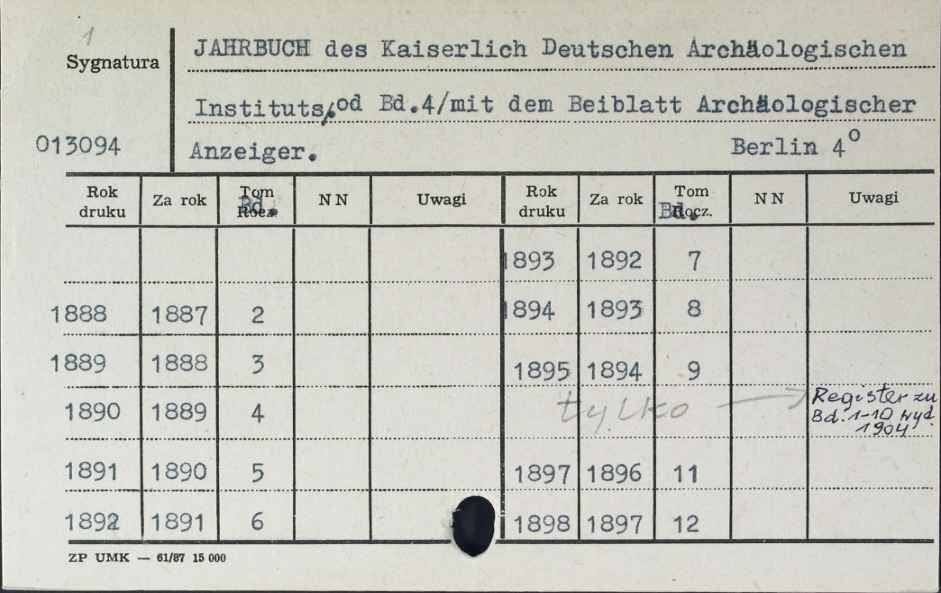 1
Sygnatura
JAHRBUCH des Kaiserlich Deutschen Archäologischen
Instituts/od Bd.4/mit dem Beiblatt Archäologischer
013094 Anzeiger. Berlin 4°
Rok druku Za rok Tom Rocz. Bd. NN Uwagi Rok druku Za rok Tom Rocz. Bd. NN Uwagi
1893 1892 7
1888 1887 2 1894 1893 8
1889 1888 3 1895 1894 9
1890 1889 4 tylko → Register zu
Bd. 1-10 wyd.
1904
1891 1890 5 1897 1896 11
1892 1891 6 1898 1897 12
ZP UMK — 61/87 15 000